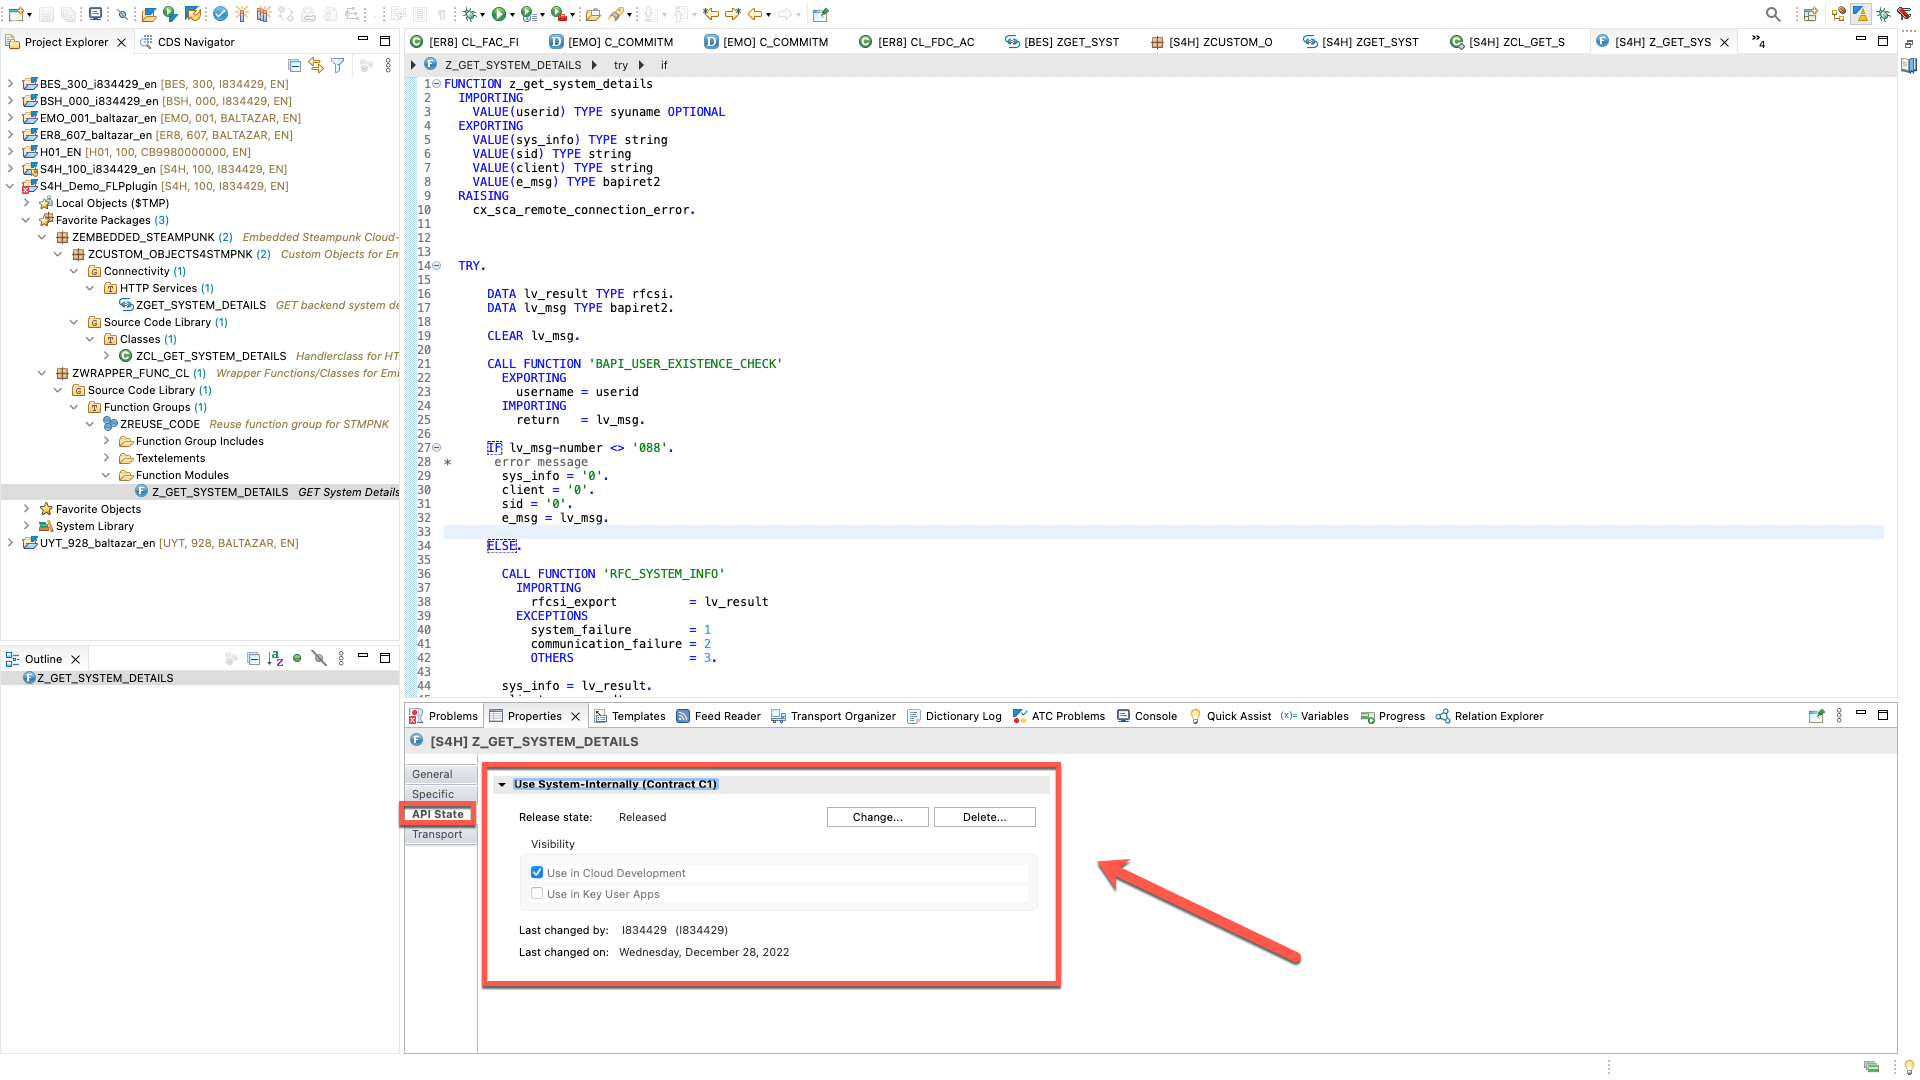 Project Explorer
CDS Navigator
BES_300_i834429_en [BES, 300, I834429, EN]
BSH_000_i834429_en [BSH, 000, I834429, EN]
EMO_001_baltazar_en [EMO, 001, BALTAZAR, EN]
ER8_607_baltazar_en [ER8, 607, BALTAZAR, EN]
H01_EN [H01, 100, CB9980000000, EN]
S4H_100_i834429_en [S4H, 100, I834429, EN]
S4H_Demo_FLPplugin [S4H, 100, I834429, EN]
Local Objects ($TMP)
Favorite Packages (3)
ZEMBEDDED_STEAMPUNK (2) Embedded Steampunk Cloud-
ZCUSTOM_OBJECTS4STMPNK (2) Custom Objects for Em
Connectivity (1)
HTTP Services (1)
ZGET_SYSTEM_DETAILS GET backend system de
Source Code Library (1)
Classes (1)
ZCL_GET_SYSTEM_DETAILS Handlerclass for HT
ZWRAPPER_FUNC_CL (1) Wrapper Functions/Classes for Emb
Source Code Library (1)
Function Groups (1)
ZREUSE_CODE Reuse function group for STMPNK
Function Group Includes
Textelements
Function Modules
Z_GET_SYSTEM_DETAILS GET System Details
Favorite Objects
System Library
UYT_928_baltazar_en [UYT, 928, BALTAZAR, EN]
Outline
Z_GET_SYSTEM_DETAILS
[ER8] CL_FAC_FI
[EMO] C_COMMITM
[EMO] C_COMMITM
[ER8] CL_FDC_AC
[BES] ZGET_SYST
[S4H] ZCUSTOM_O
[S4H] ZGET_SYST
[S4H] ZCL_GET_S
[S4H] Z_GET_SYS
»4
Z_GET_SYSTEM_DETAILS try if
1 FUNCTION z_get_system_details
2 IMPORTING
3 VALUE(userid) TYPE syuname OPTIONAL
4 EXPORTING
5 VALUE(sys_info) TYPE string
6 VALUE(sid) TYPE string
7 VALUE(client) TYPE string
8 VALUE(e_msg) TYPE bapiret2
9 RAISING
10 cx_sca_remote_connection_error.
11
12
13
14 TRY.
15
16 DATA lv_result TYPE rfcsi.
17 DATA lv_msg TYPE bapiret2.
18
19 CLEAR lv_msg.
20
21 CALL FUNCTION 'BAPI_USER_EXISTENCE_CHECK'
22 EXPORTING
23 username = userid
24 IMPORTING
25 return = lv_msg.
26
27 IF lv_msg-number <> '088'.
28 * error message
29 sys_info = '0'.
30 client = '0'.
31 sid = '0'.
32 e_msg = lv_msg.
33
34 ELSE.
35
36 CALL FUNCTION 'RFC_SYSTEM_INFO'
37 IMPORTING
38 rfcsi_export = lv_result
39 EXCEPTIONS
40 system_failure = 1
41 communication_failure = 2
42 OTHERS = 3.
43
44 sys_info = lv_result.
Problems
Properties
Templates
Feed Reader
Transport Organizer
Dictionary Log
ATC Problems
Console
Quick Assist
(x)= Variables
Progress
Relation Explorer
[S4H] Z_GET_SYSTEM_DETAILS
General
Specific
API State
Transport
Use System-Internally (Contract C1)
Release state: Released
Change...
Delete...
Visibility
Use in Cloud Development
Use in Key User Apps
Last changed by: I834429 (I834429)
Last changed on: Wednesday, December 28, 2022